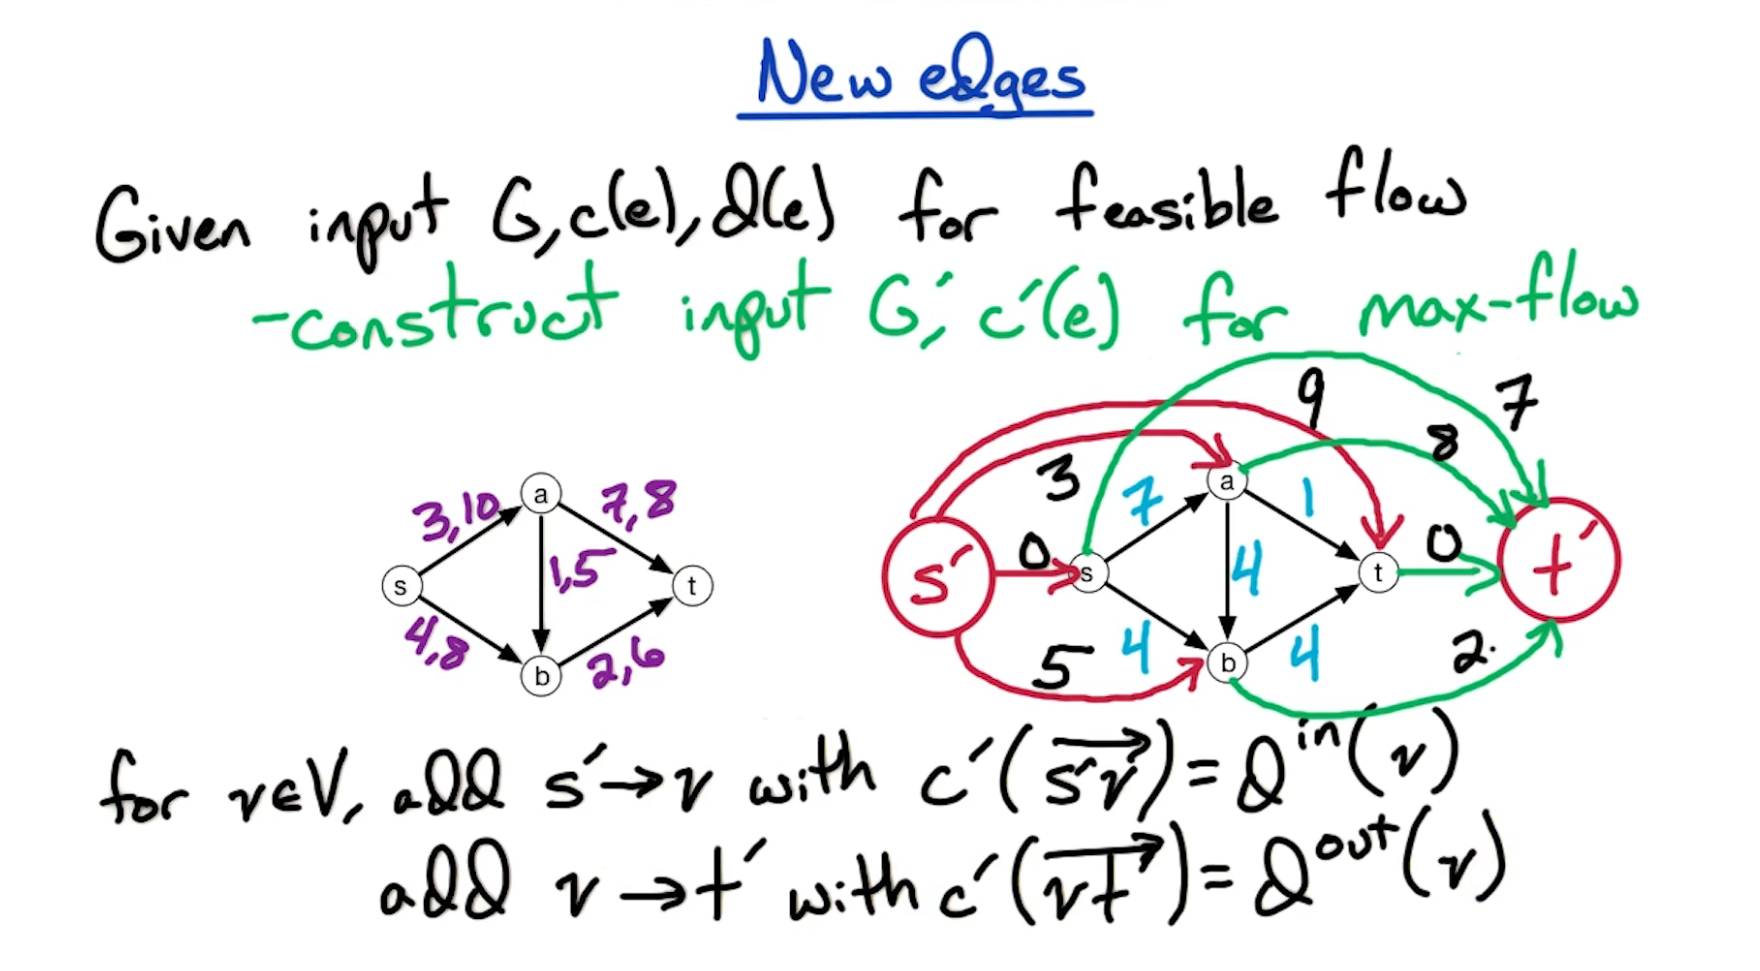 New edges
Given input G, c(e), d(e) for feasible flow
-construct input G', c'(e) for max-flow
9
7
8
3
a
3,10
7,8
a
7
1
0
0
1,5
4
s
t
s'
s
t
t'
4,8
2,6
b
5
4
b
4
2
for v∈V, add s'→v with c'(s'v) = d^in(v)
add v→t' with c'(vt') = d^out(v)